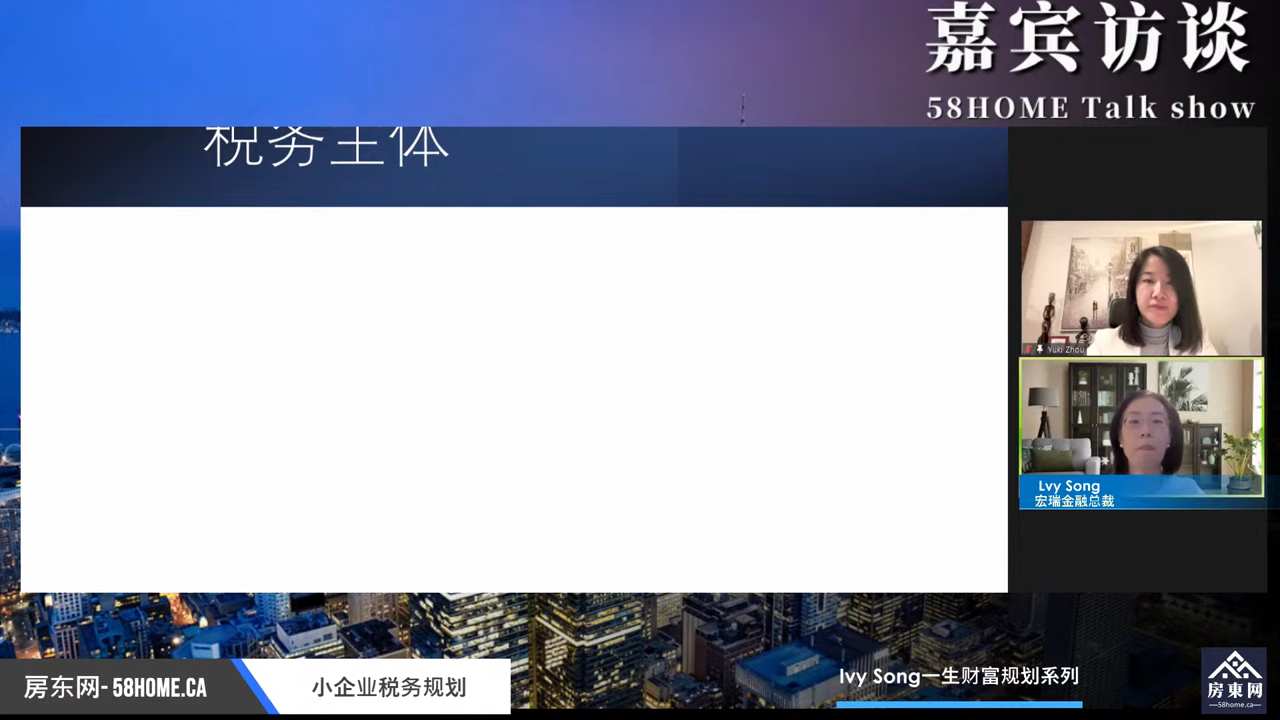 嘉宾访谈
58HOME Talk show
税务主体
Yuki Zhou
Lvy Song
宏瑞金融总裁
房东网- 58HOME.CA
小企业税务规划
Ivy Song一生财富规划系列
房東网
—58home.ca—